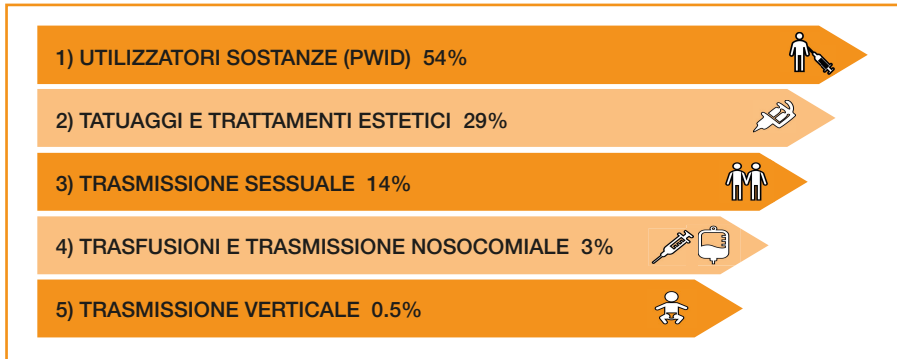 1) UTILIZZATORI SOSTANZE (PWID) 54%
2) TATUAGGI E TRATTAMENTI ESTETICI 29%
3) TRASMISSIONE SESSUALE 14%
4) TRASFUSIONI E TRASMISSIONE NOSOCOMIALE 3%
5) TRASMISSIONE VERTICALE 0.5%